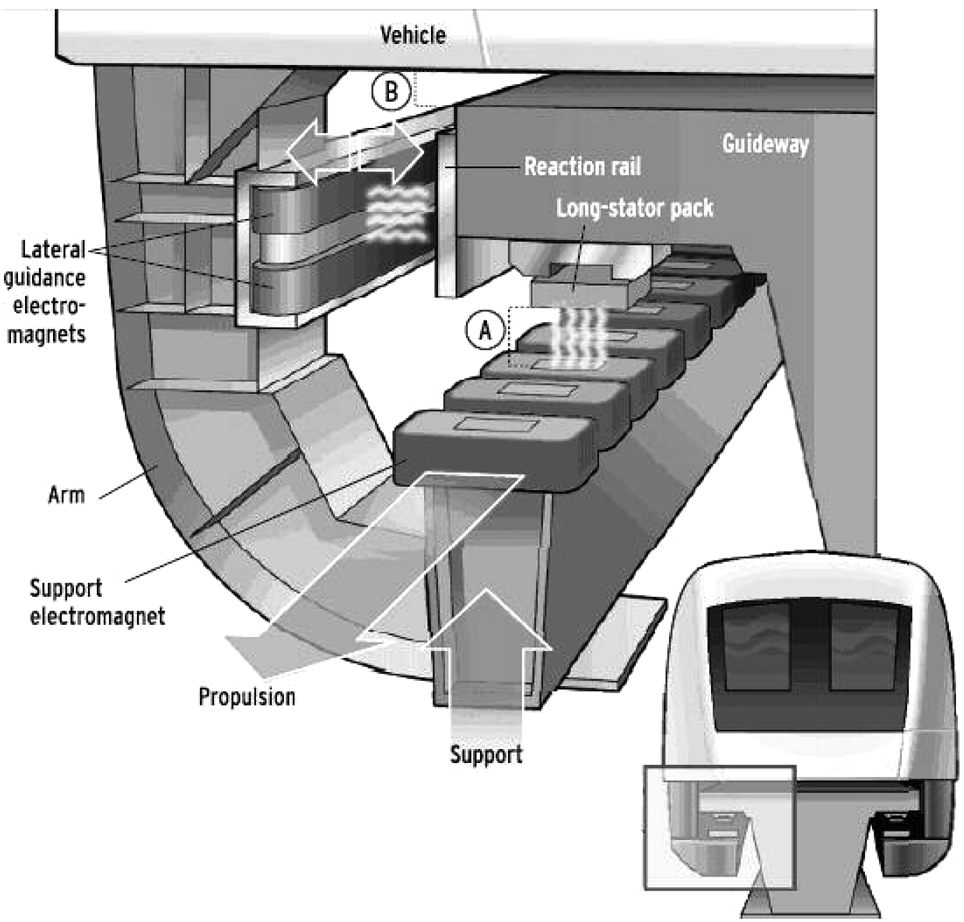 Vehicle
B
Guideway
Reaction rail
Long-stator pack
Lateral
guidance
electro-
magnets
A
Arm
Support
electromagnet
Propulsion
Support